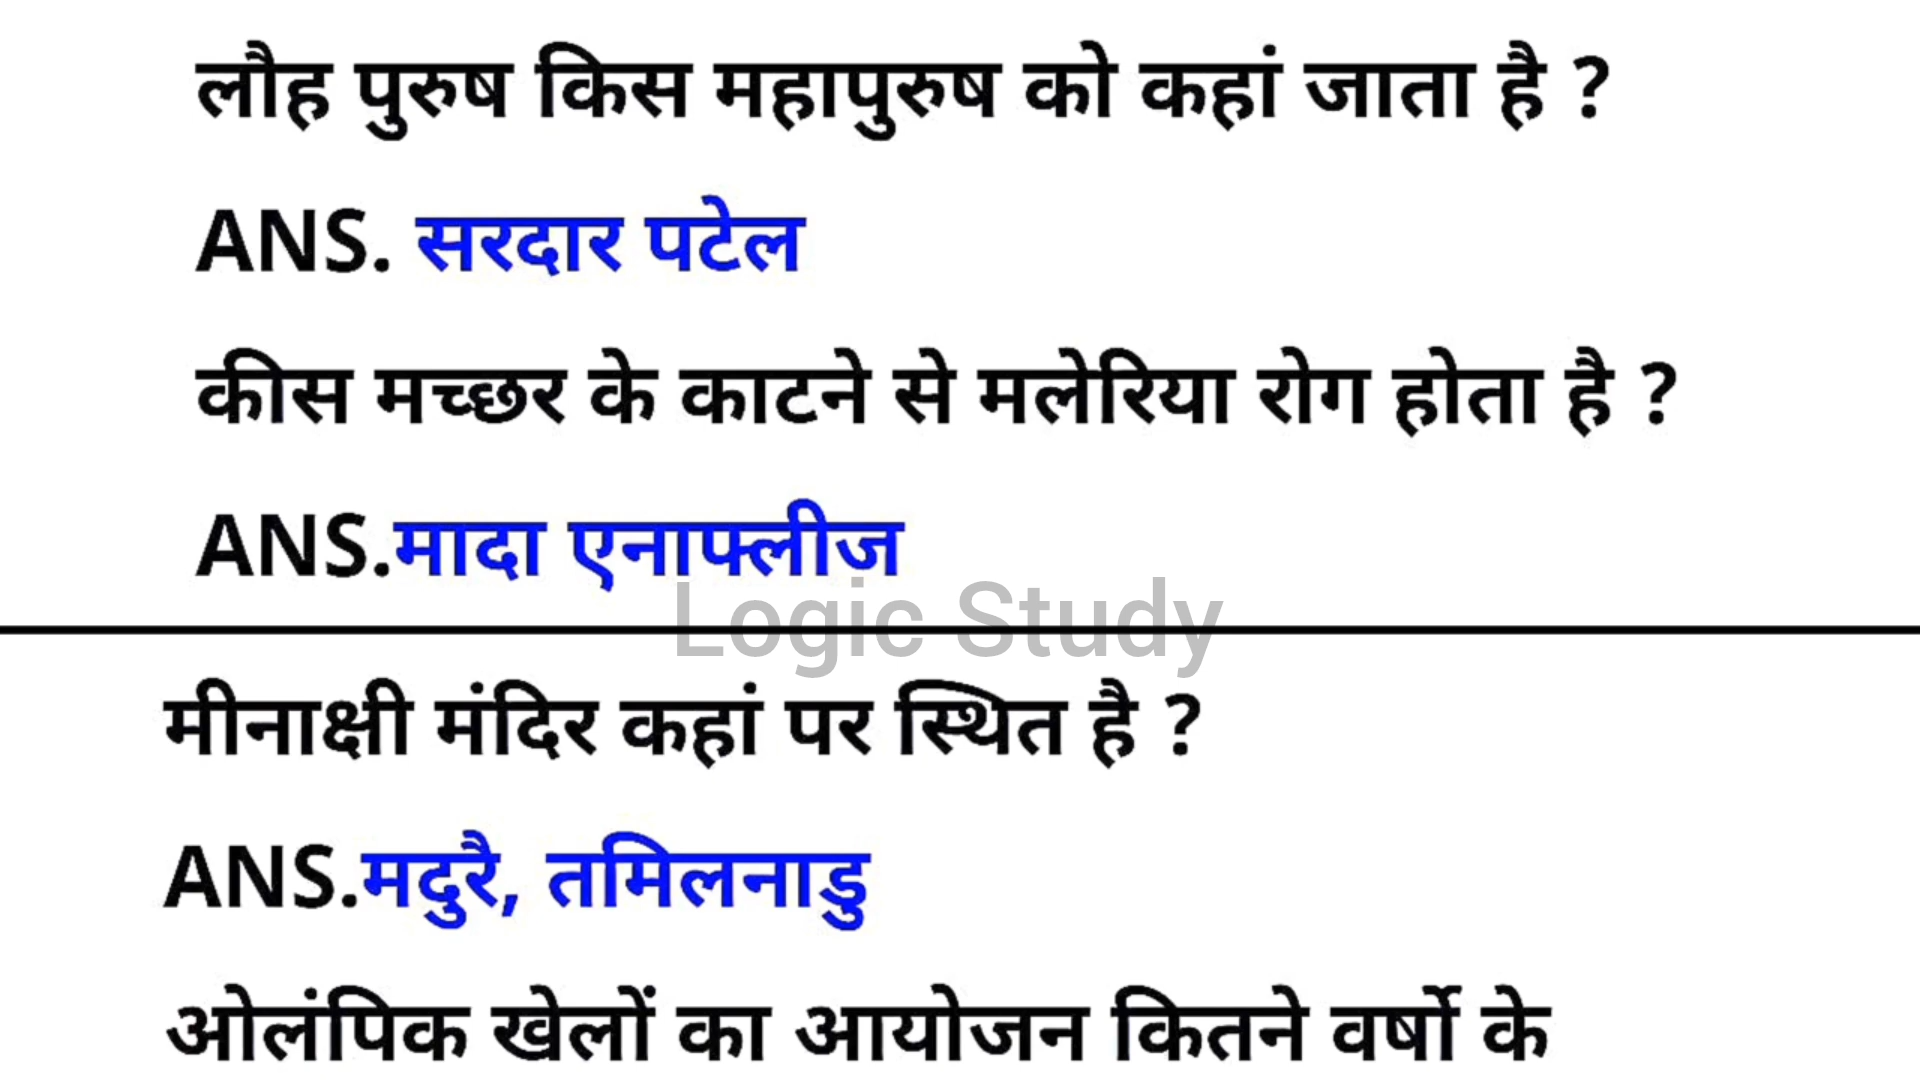 लौह पुरुष किस महापुरुष को कहां जाता है ?
ANS. सरदार पटेल
कीस मच्छर के काटने से मलेरिया रोग होता है ?
ANS.मादा एनाफ्लीज
Logic Study
मीनाक्षी मंदिर कहां पर स्थित है ?
ANS.मदुरै, तमिलनाडु
ओलंपिक खेलों का आयोजन कितने वर्षो के